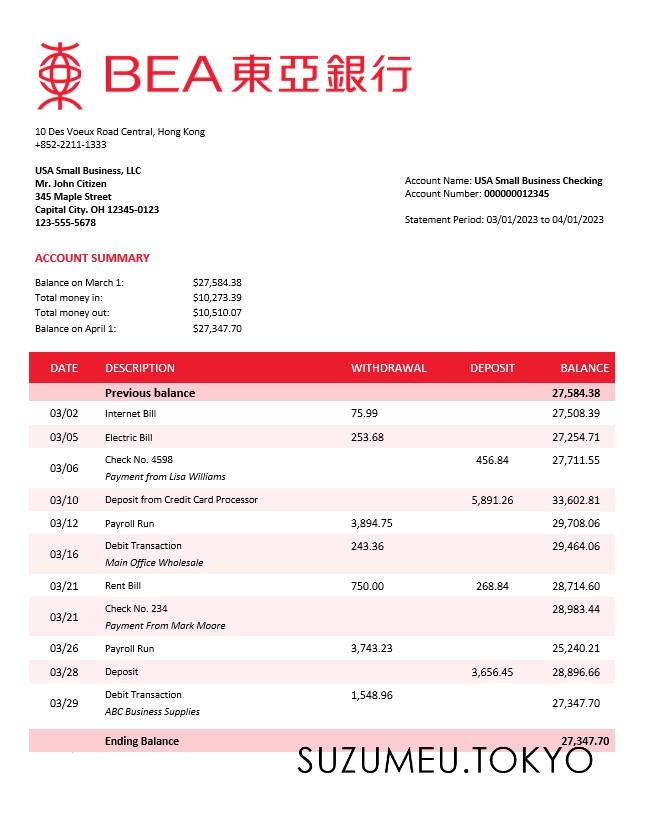 BEA東亞銀行
10 Des Voeux Road Central, Hong Kong
+852-2211-1333
USA Small Business, LLC
Mr. John Citizen
345 Maple Street
Capital City. OH 12345-0123
123-555-5678
Account Name: USA Small Business Checking
Account Number: 000000012345
Statement Period: 03/01/2023 to 04/01/2023
ACCOUNT SUMMARY
Balance on March 1: $27,584.38
Total money in: $10,273.39
Total money out: $10,510.07
Balance on April 1: $27,347.70
DATE DESCRIPTION WITHDRAWAL DEPOSIT BALANCE
Previous balance 27,584.38
03/02 Internet Bill 75.99 27,508.39
03/05 Electric Bill 253.68 27,254.71
03/06 Check No. 4598 456.84 27,711.55
Payment from Lisa Williams
03/10 Deposit from Credit Card Processor 5,891.26 33,602.81
03/12 Payroll Run 3,894.75 29,708.06
03/16 Debit Transaction 243.36 29,464.06
Main Office Wholesale
03/21 Rent Bill 750.00 268.84 28,714.60
03/21 Check No. 234 28,983.44
Payment From Mark Moore
03/26 Payroll Run 3,743.23 25,240.21
03/28 Deposit 3,656.45 28,896.66
03/29 Debit Transaction 1,548.96 27,347.70
ABC Business Supplies
Ending Balance 27,347.70
SUZUMEU.TOKYO